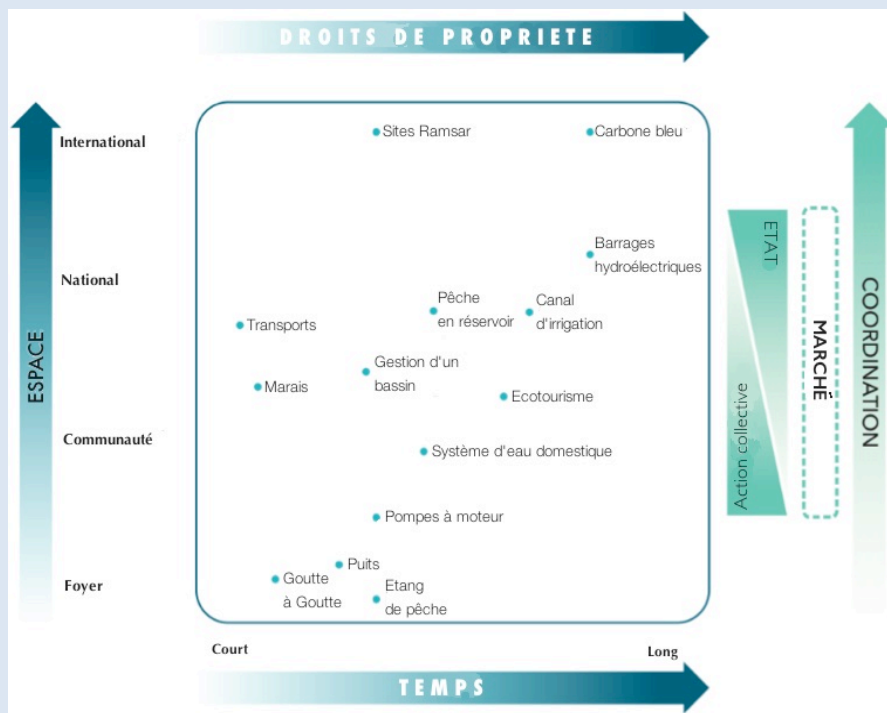 DROITS DE PROPRIETE
ESPACE
International
National
Communauté
Foyer
Sites Ramsar
Carbone bleu
Barrages
hydroélectriques
Pêche
en réservoir
Canal
d'irrigation
Transports
Gestion d'un
bassin
Marais
Ecotourisme
Système d'eau domestique
Pompes à moteur
Puits
Goutte
à Goutte
Etang
de pêche
ETAT
Action collective
MARCHÉ
COORDINATION
Court
Long
TEMPS